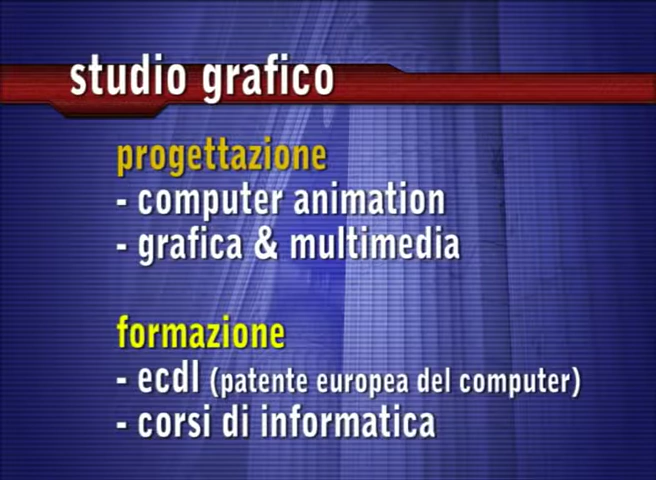 studio grafico
progettazione
- computer animation
- grafica & multimedia
formazione
- ecdl (patente europea del computer)
- corsi di informatica